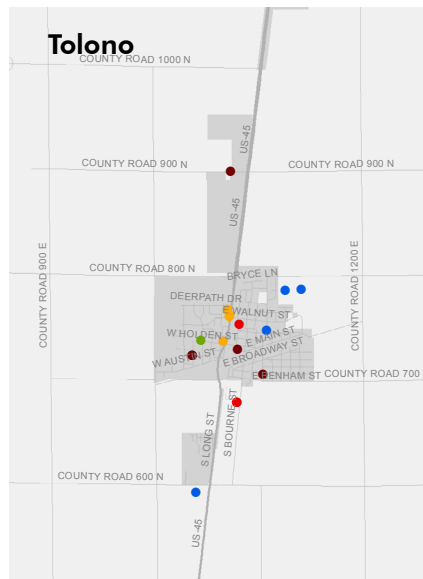 Tolono
COUNTY ROAD 1000 N
US-45
COUNTY ROAD 900 N
COUNTY ROAD 900 N
US-45
COUNTY ROAD 900 E
COUNTY ROAD 1200 E
COUNTY ROAD 800 N
BRYCE LN
DEERPATH DR
E WALNUT ST
W HOLDEN ST
E MAIN ST
W AUSTIN ST
E BROADWAY ST
E BENHAM ST
COUNTY ROAD 700
S LONG ST
S BOURNE ST
COUNTY ROAD 600 N
US-45